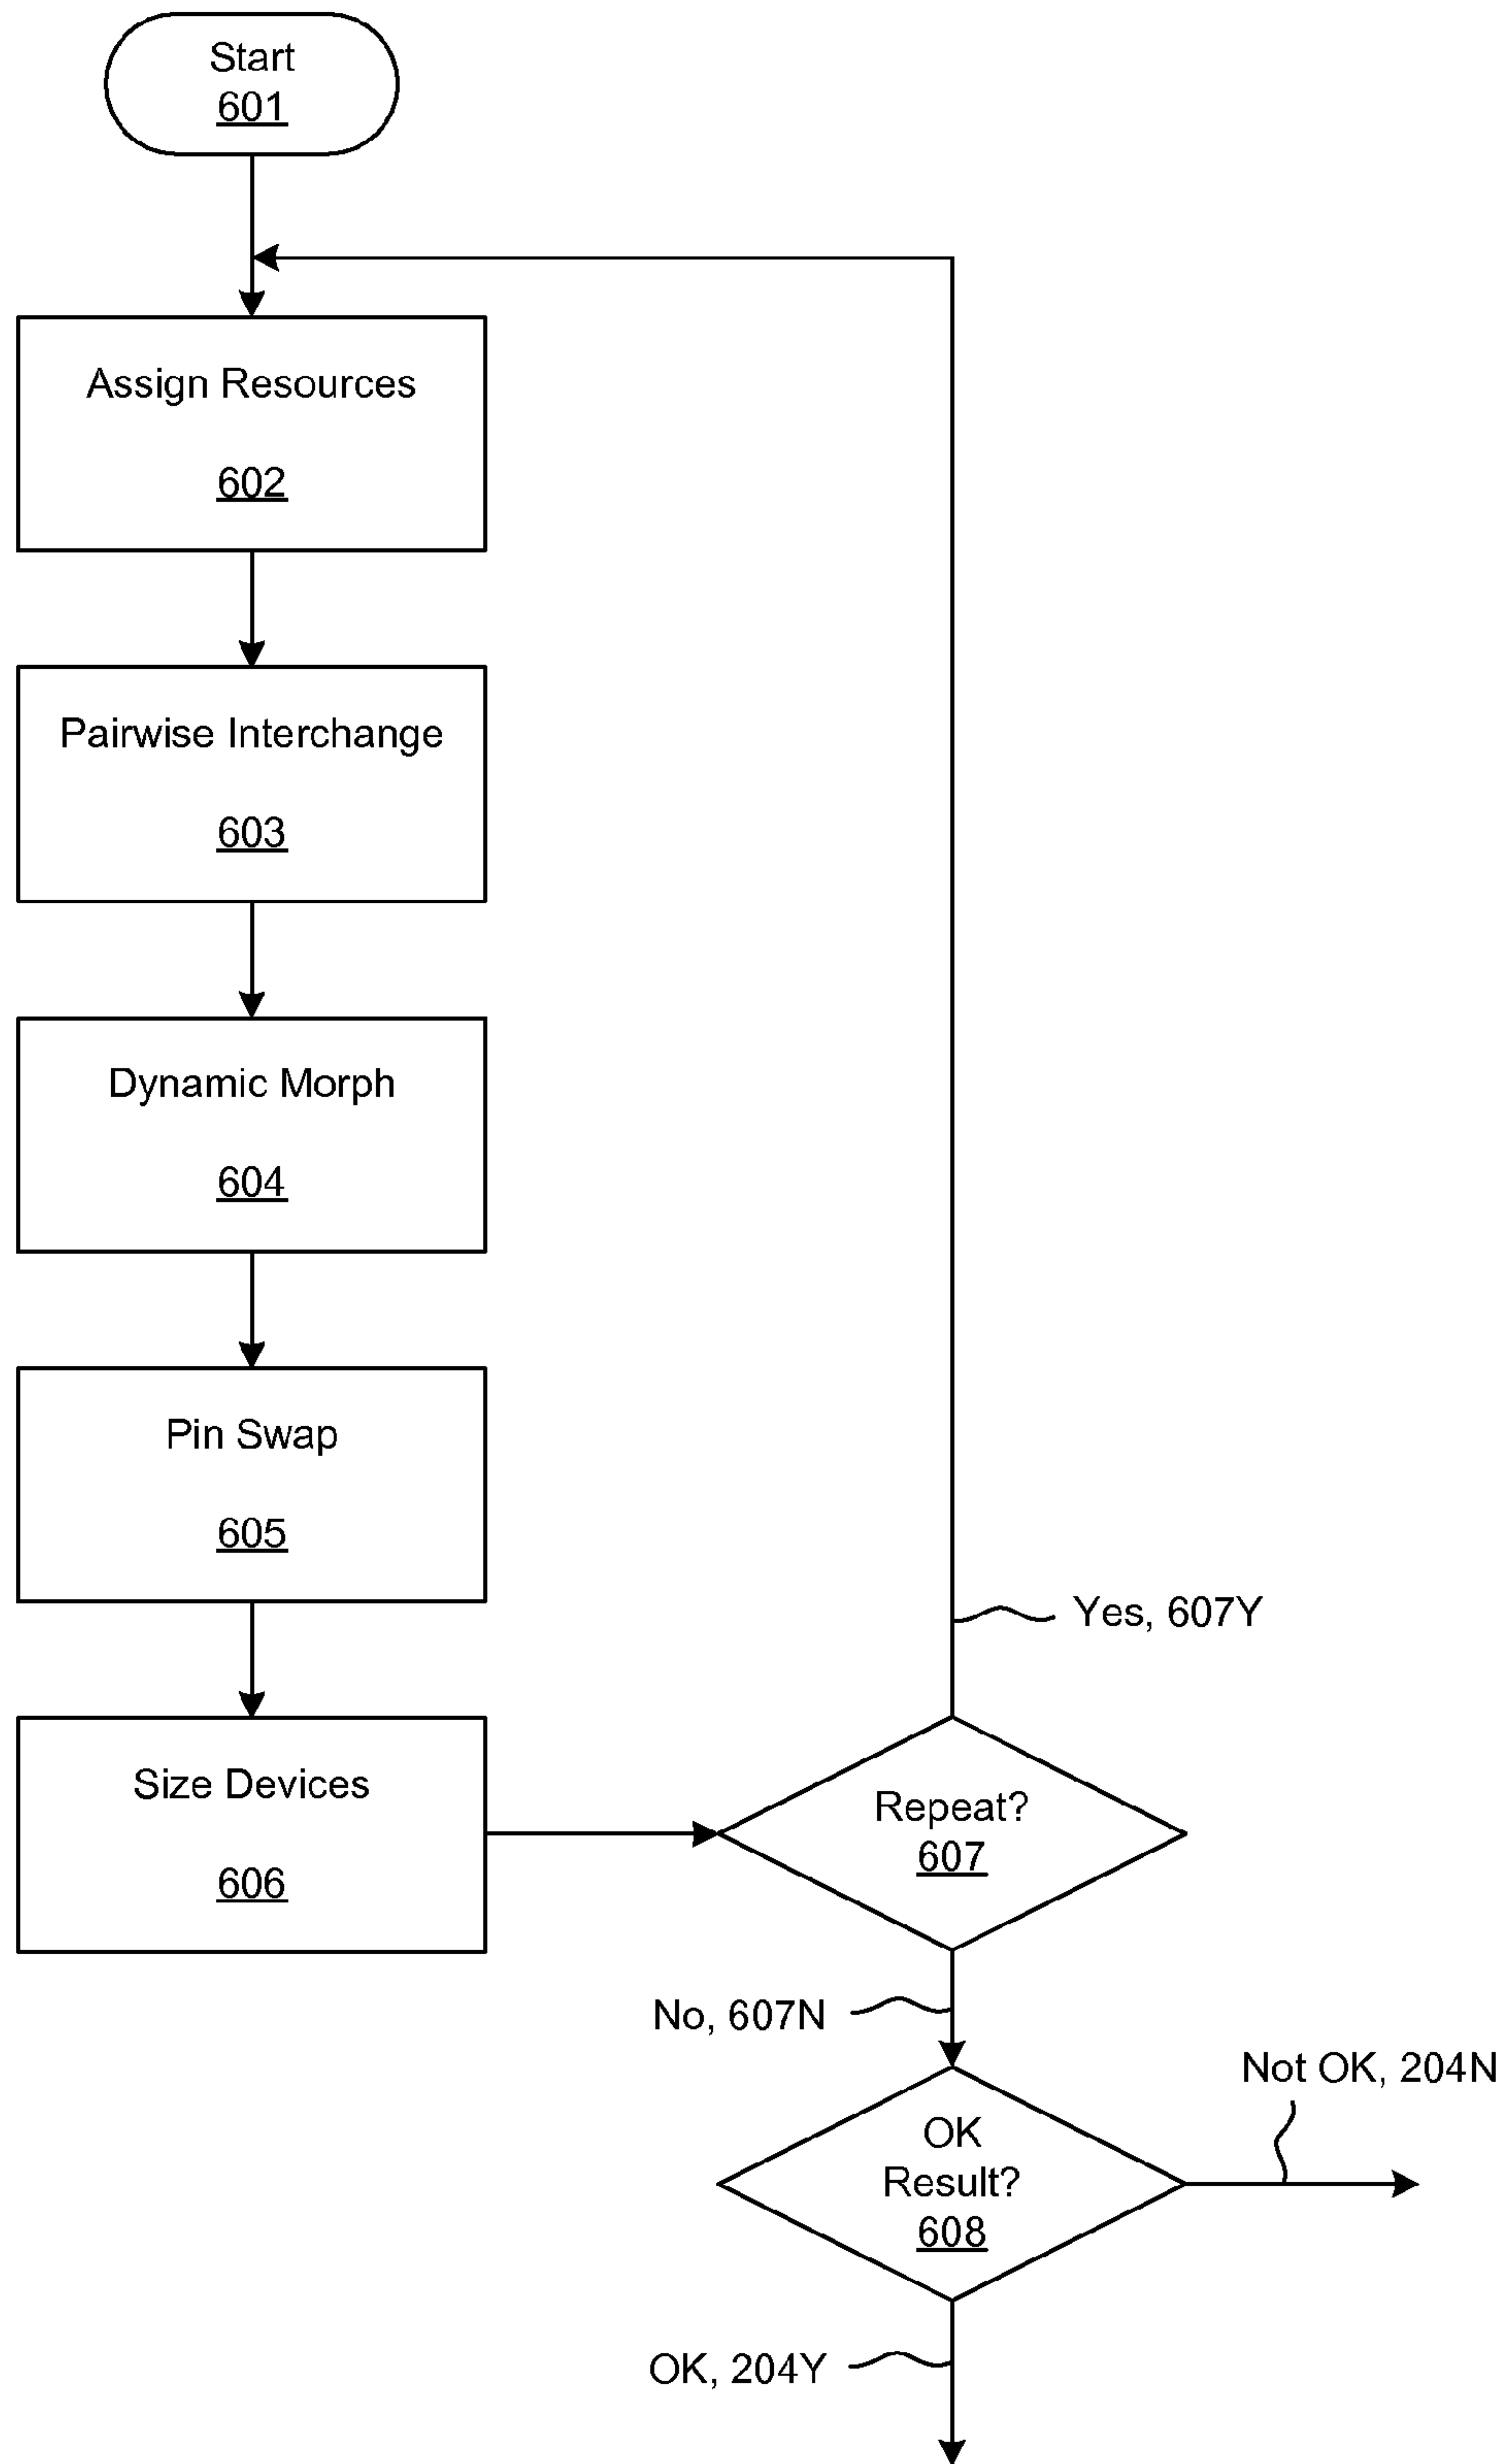 Start
601
Assign Resources
602
Pairwise Interchange
603
Dynamic Morph
604
Pin Swap
605
Yes, 607Y
Size Devices
606
Repeat?
607
No, 607N
Not OK, 204N
OK
Result?
608
OK, 204Y